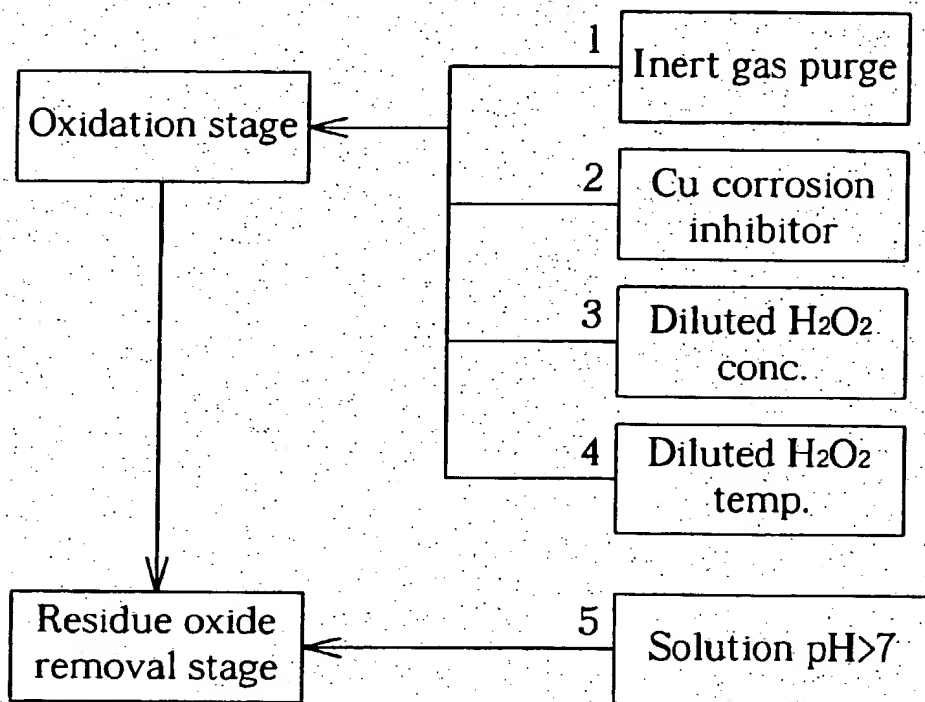 1
Inert gas purge
Oxidation stage
2
Cu corrosion
inhibitor
3
Diluted H₂O₂
conc.
4
Diluted H₂O₂
temp.
Residue oxide
removal stage
5
Solution pH>7